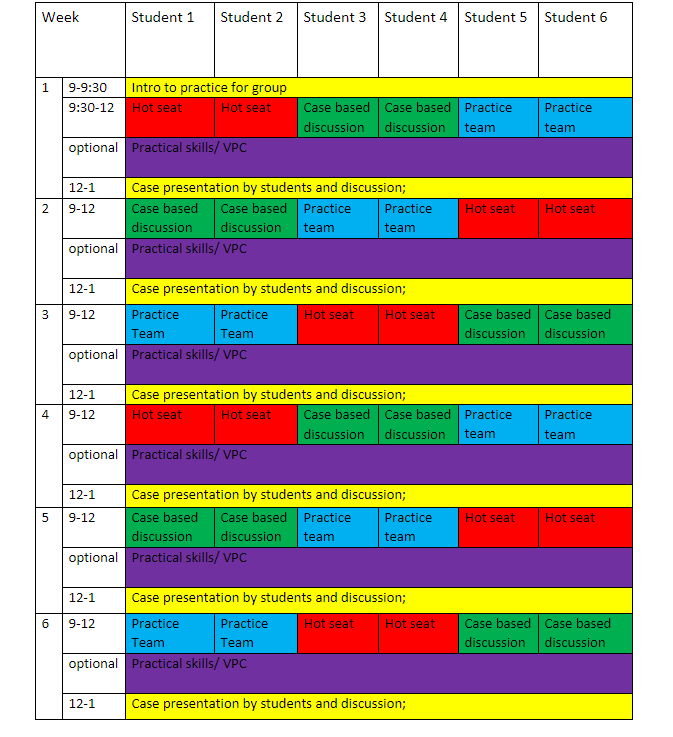 Week Student 1 Student 2 Student 3 Student 4 Student 5 Student 6
1 9-9:30 Intro to practice for group
9:30-12 Hot seat Hot seat Case based Case based Practice Practice
discussion discussion team team
optional Practical skills/ VPC
12-1 Case presentation by students and discussion;
2 9-12 Case based Case based Practice Practice Hot seat Hot seat
discussion discussion team team
optional Practical skills/ VPC
12-1 Case presentation by students and discussion;
3 9-12 Practice Practice Hot seat Hot seat Case based Case based
Team Team discussion discussion
optional Practical skills/ VPC
12-1 Case presentation by students and discussion;
4 9-12 Hot seat Hot seat Case based Case based Practice Practice
discussion discussion team team
optional Practical skills/ VPC
12-1 Case presentation by students and discussion;
5 9-12 Case based Case based Practice Practice Hot seat Hot seat
discussion discussion team team
optional Practical skills/ VPC
12-1 Case presentation by students and discussion;
6 9-12 Practice Practice Hot seat Hot seat Case based Case based
Team Team discussion discussion
optional Practical skills/ VPC
12-1 Case presentation by students and discussion;